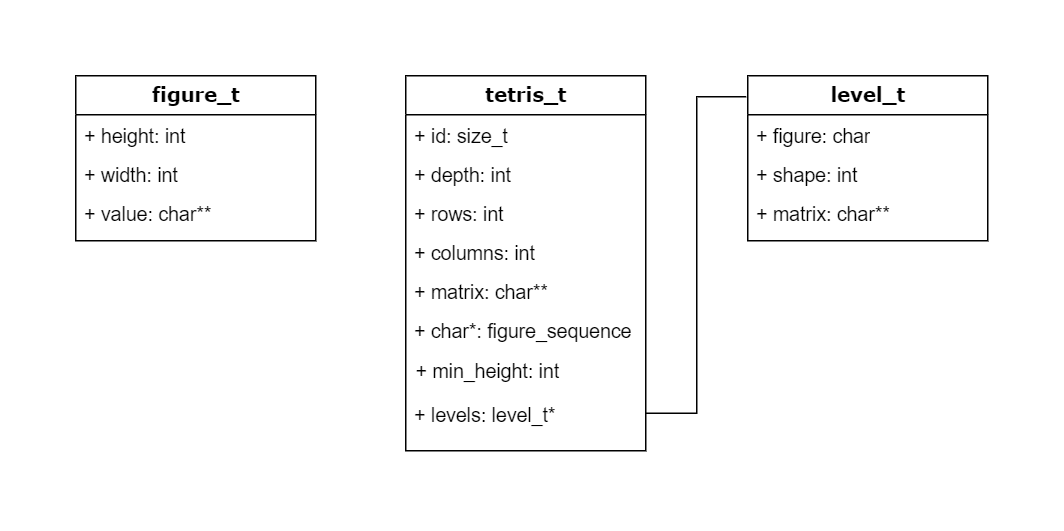 figure_t
+ height: int
+ width: int
+ value: char**
tetris_t
+ id: size_t
+ depth: int
+ rows: int
+ columns: int
+ matrix: char**
+ char*: figure_sequence
+ min_height: int
+ levels: level_t*
level_t
+ figure: char
+ shape: int
+ matrix: char**